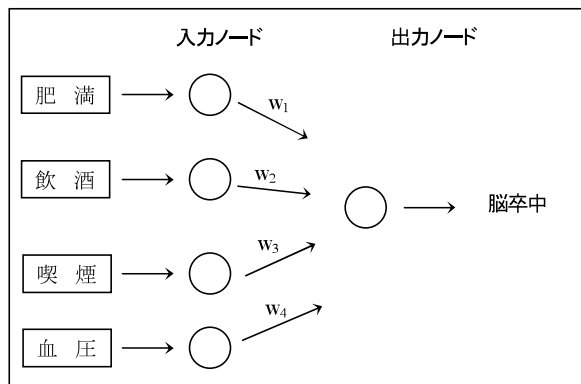 入力ノード 出力ノード
肥 満
w1
飲 酒
w2
脳卒中
喫 煙
w3
血 圧
w4